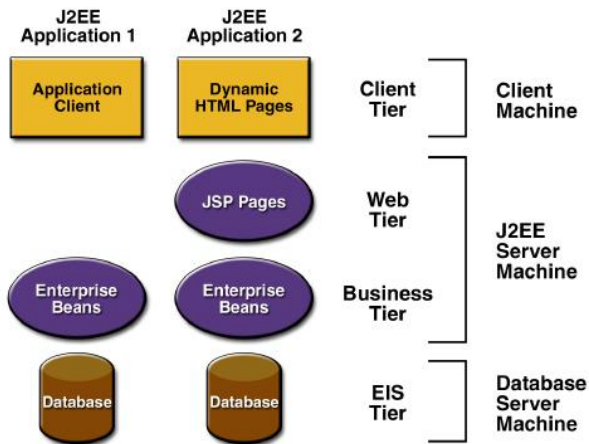 J2EE
Application 1
J2EE
Application 2
Application
Client
Dynamic
HTML Pages
Client
Tier
Client
Machine
JSP Pages
Web
Tier
J2EE
Server
Machine
Enterprise
Beans
Enterprise
Beans
Business
Tier
Database
Database
EIS
Tier
Database
Server
Machine